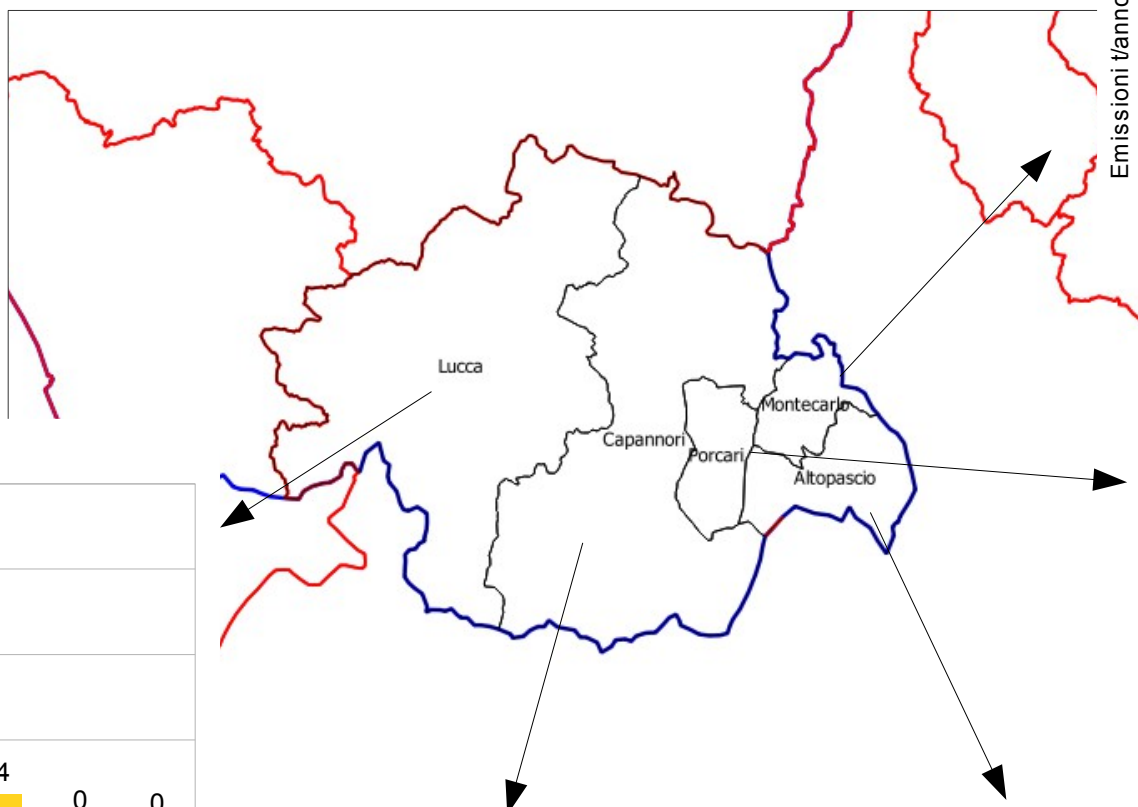 Emissioni t/anno
Lucca
Montecarlo
Capannori
Porcari
Altopascio
4
0
0